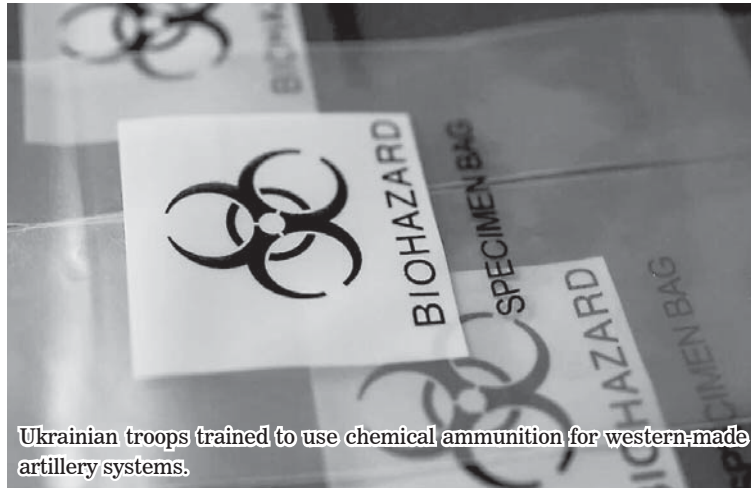 BIOHAZARD
SPECIMEN BAG
BIOHAZARD
SPECIMEN BAG
Ukrainian troops trained to use chemical ammunition for western-made
artillery systems.